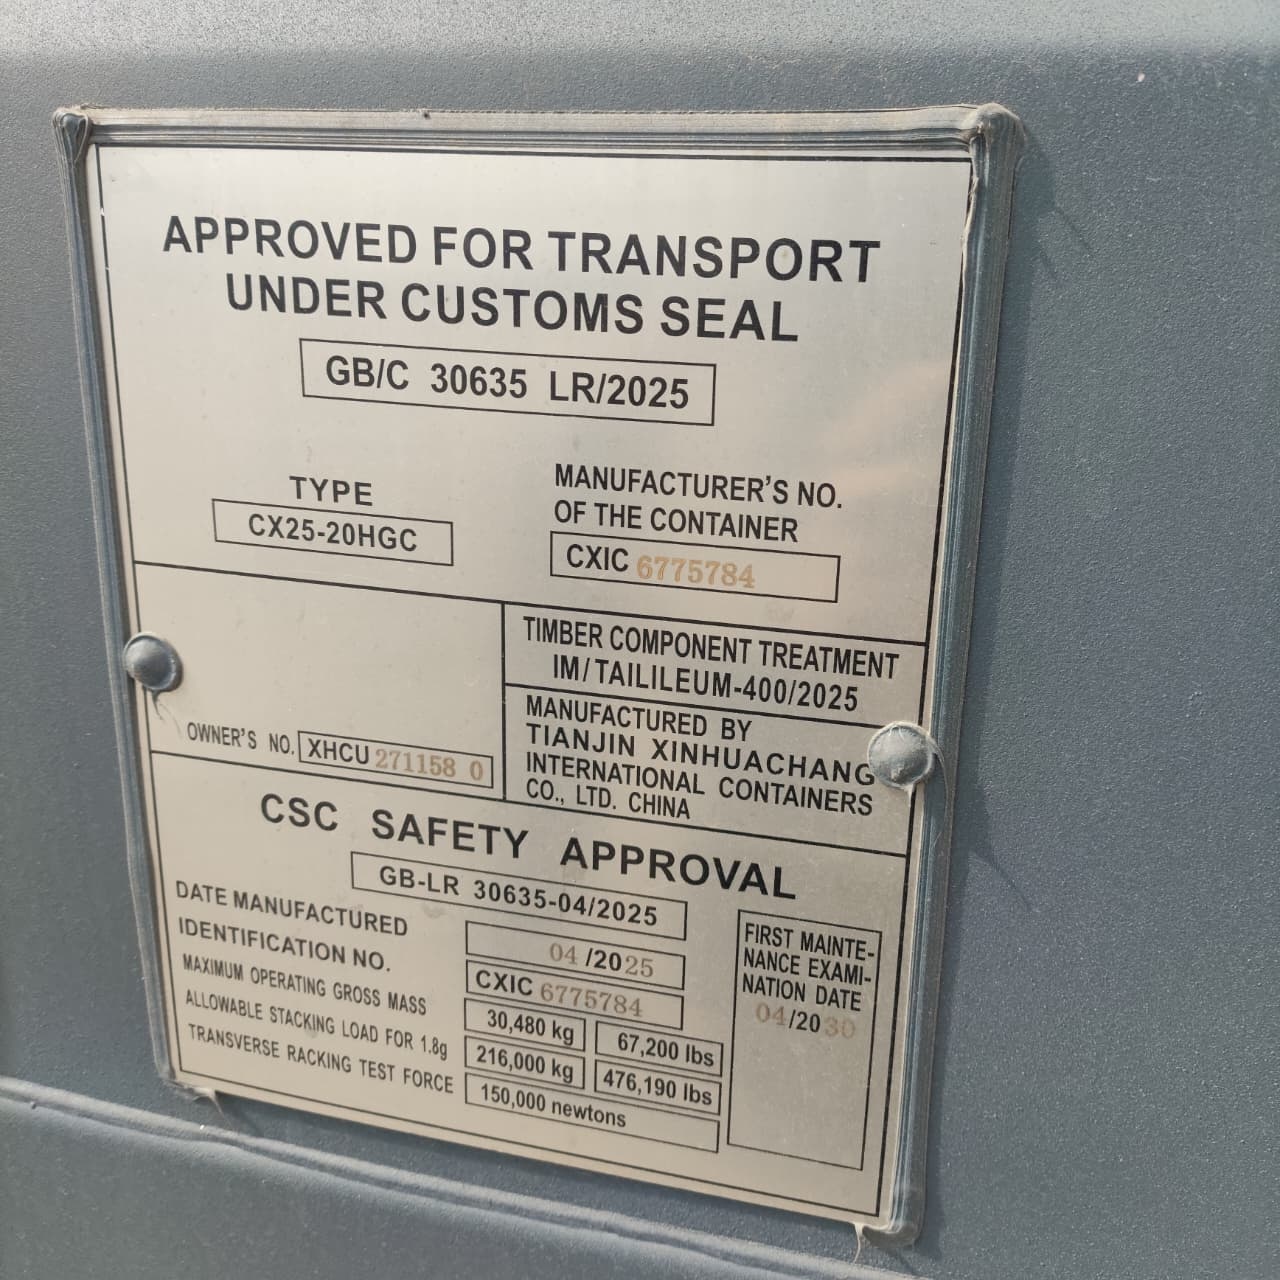 APPROVED FOR TRANSPORT
UNDER CUSTOMS SEAL
GB/C 30635 LR/2025
TYPE
CX25-20HGC
MANUFACTURER'S NO.
OF THE CONTAINER
CXIC 6775784
TIMBER COMPONENT TREATMENT
IM/TAILILEUM-400/2025
OWNER'S NO. XHCU 271158 0
MANUFACTURED BY
TIANJIN XINHUACHANG
INTERNATIONAL CONTAINERS
CO., LTD. CHINA
CSC SAFETY APPROVAL
GB-LR 30635-04/2025
DATE MANUFACTURED 04/2025
IDENTIFICATION NO. CXIC 6775784
MAXIMUM OPERATING GROSS MASS 30,480 kg 67,200 lbs
ALLOWABLE STACKING LOAD FOR 1.8g 216,000 kg 476,190 lbs
TRANSVERSE RACKING TEST FORCE 150,000 newtons
FIRST MAINTE-
NANCE EXAMI-
NATION DATE
04/2030